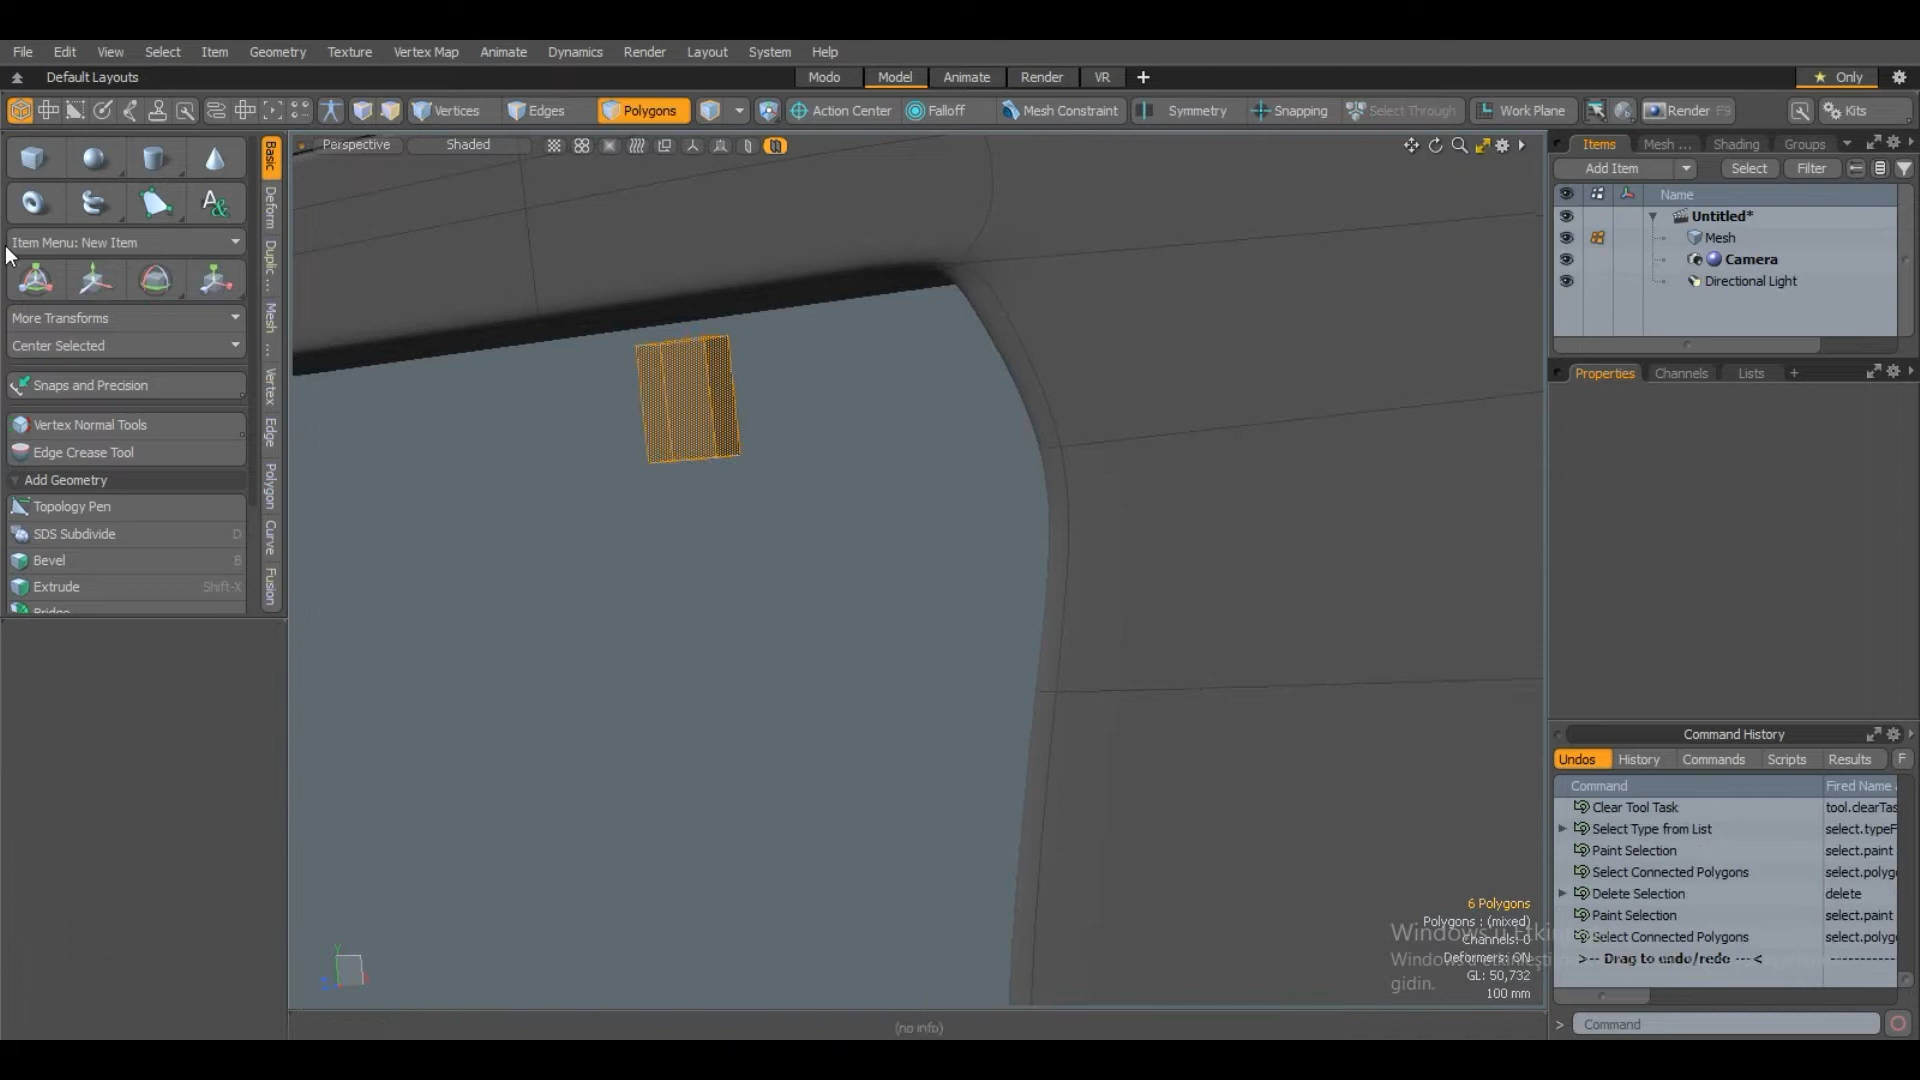 File Edit View Select Item Geometry Texture Vertex Map Animate Dynamics Render Layout System Help
Default Layouts Modo Model Animate Render VR Only
Vertices Edges Polygons Action Center Falloff Mesh Constraint Symmetry Snapping Select Through Work Plane Render F9 Kits
Perspective Shaded
Items Mesh ... Shading Groups
Add Item Select Filter
Name
Untitled*
Mesh
Camera
Directional Light
Item Menu: New Item
More Transforms
Center Selected
Snaps and Precision
Vertex Normal Tools
Edge Crease Tool
Add Geometry
Topology Pen
SDS Subdivide D
Bevel B
Extrude Shift-X
Bridge
Basic
Deform
Duplic ...
Mesh ...
Vertex
Edge
Polygon
Curve
Fusion
Properties Channels Lists +
Command History
Undos History Commands Scripts Results F
Command Fired Name
Clear Tool Task tool.clearTas
Select Type from List select.typeF
Paint Selection select.paint
Select Connected Polygons select.polyg
Delete Selection delete
Paint Selection select.paint
Select Connected Polygons select.polyg
>-- Drag to undo/redo ---<
> Command
6 Polygons
Polygons : (mixed)
Channels: 0
Deformers: ON
GL: 50,732
100 mm
gidin.
(no info)
Y